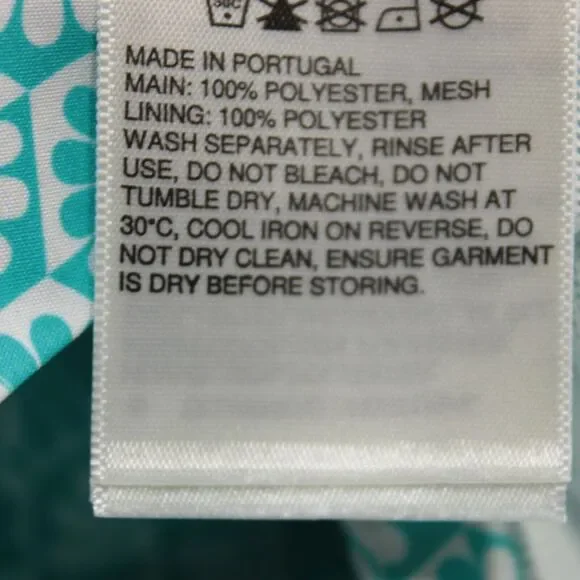 30C
MADE IN PORTUGAL
MAIN: 100% POLYESTER, MESH
LINING: 100% POLYESTER
WASH SEPARATELY, RINSE AFTER
USE, DO NOT BLEACH, DO NOT
TUMBLE DRY, MACHINE WASH AT
30°C, COOL IRON ON REVERSE, DO
NOT DRY CLEAN, ENSURE GARMENT
IS DRY BEFORE STORING.